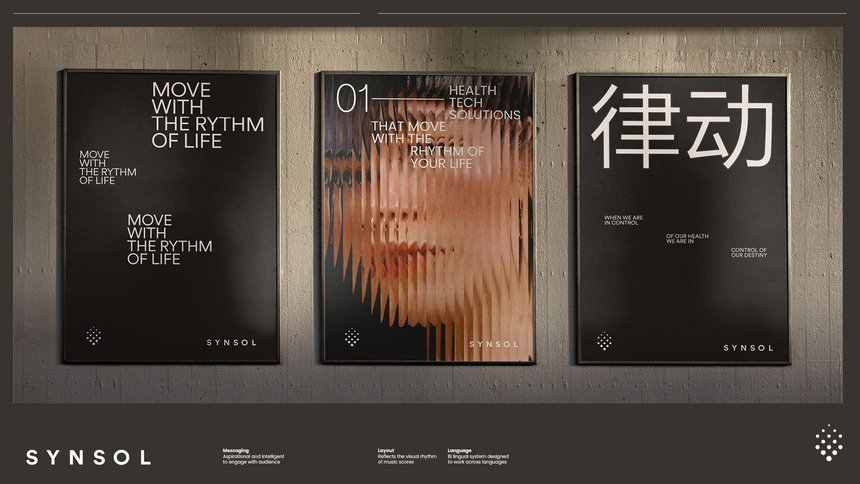 MOVE
WITH
THE RYTHM
OF LIFE
MOVE
WITH
THE RYTHM
OF LIFE
MOVE
WITH
THE RYTHM
OF LIFE
SYNSOL
01
HEALTH
TECH
SOLUTIONS
THAT MOVE
WITH THE
RHYTHM OF
YOUR LIFE
SYNSOL
律动
WHEN WE ARE
IN CONTROL
OF OUR HEALTH
WE ARE IN
CONTROL OF
OUR DESTINY
SYNSOL
SYNSOL
Messaging
Aspirational and intelligent
to engage with audience
Layout
Reflects the visual rhythm
of music scores
Language
Bi lingual system designed
to work across languages